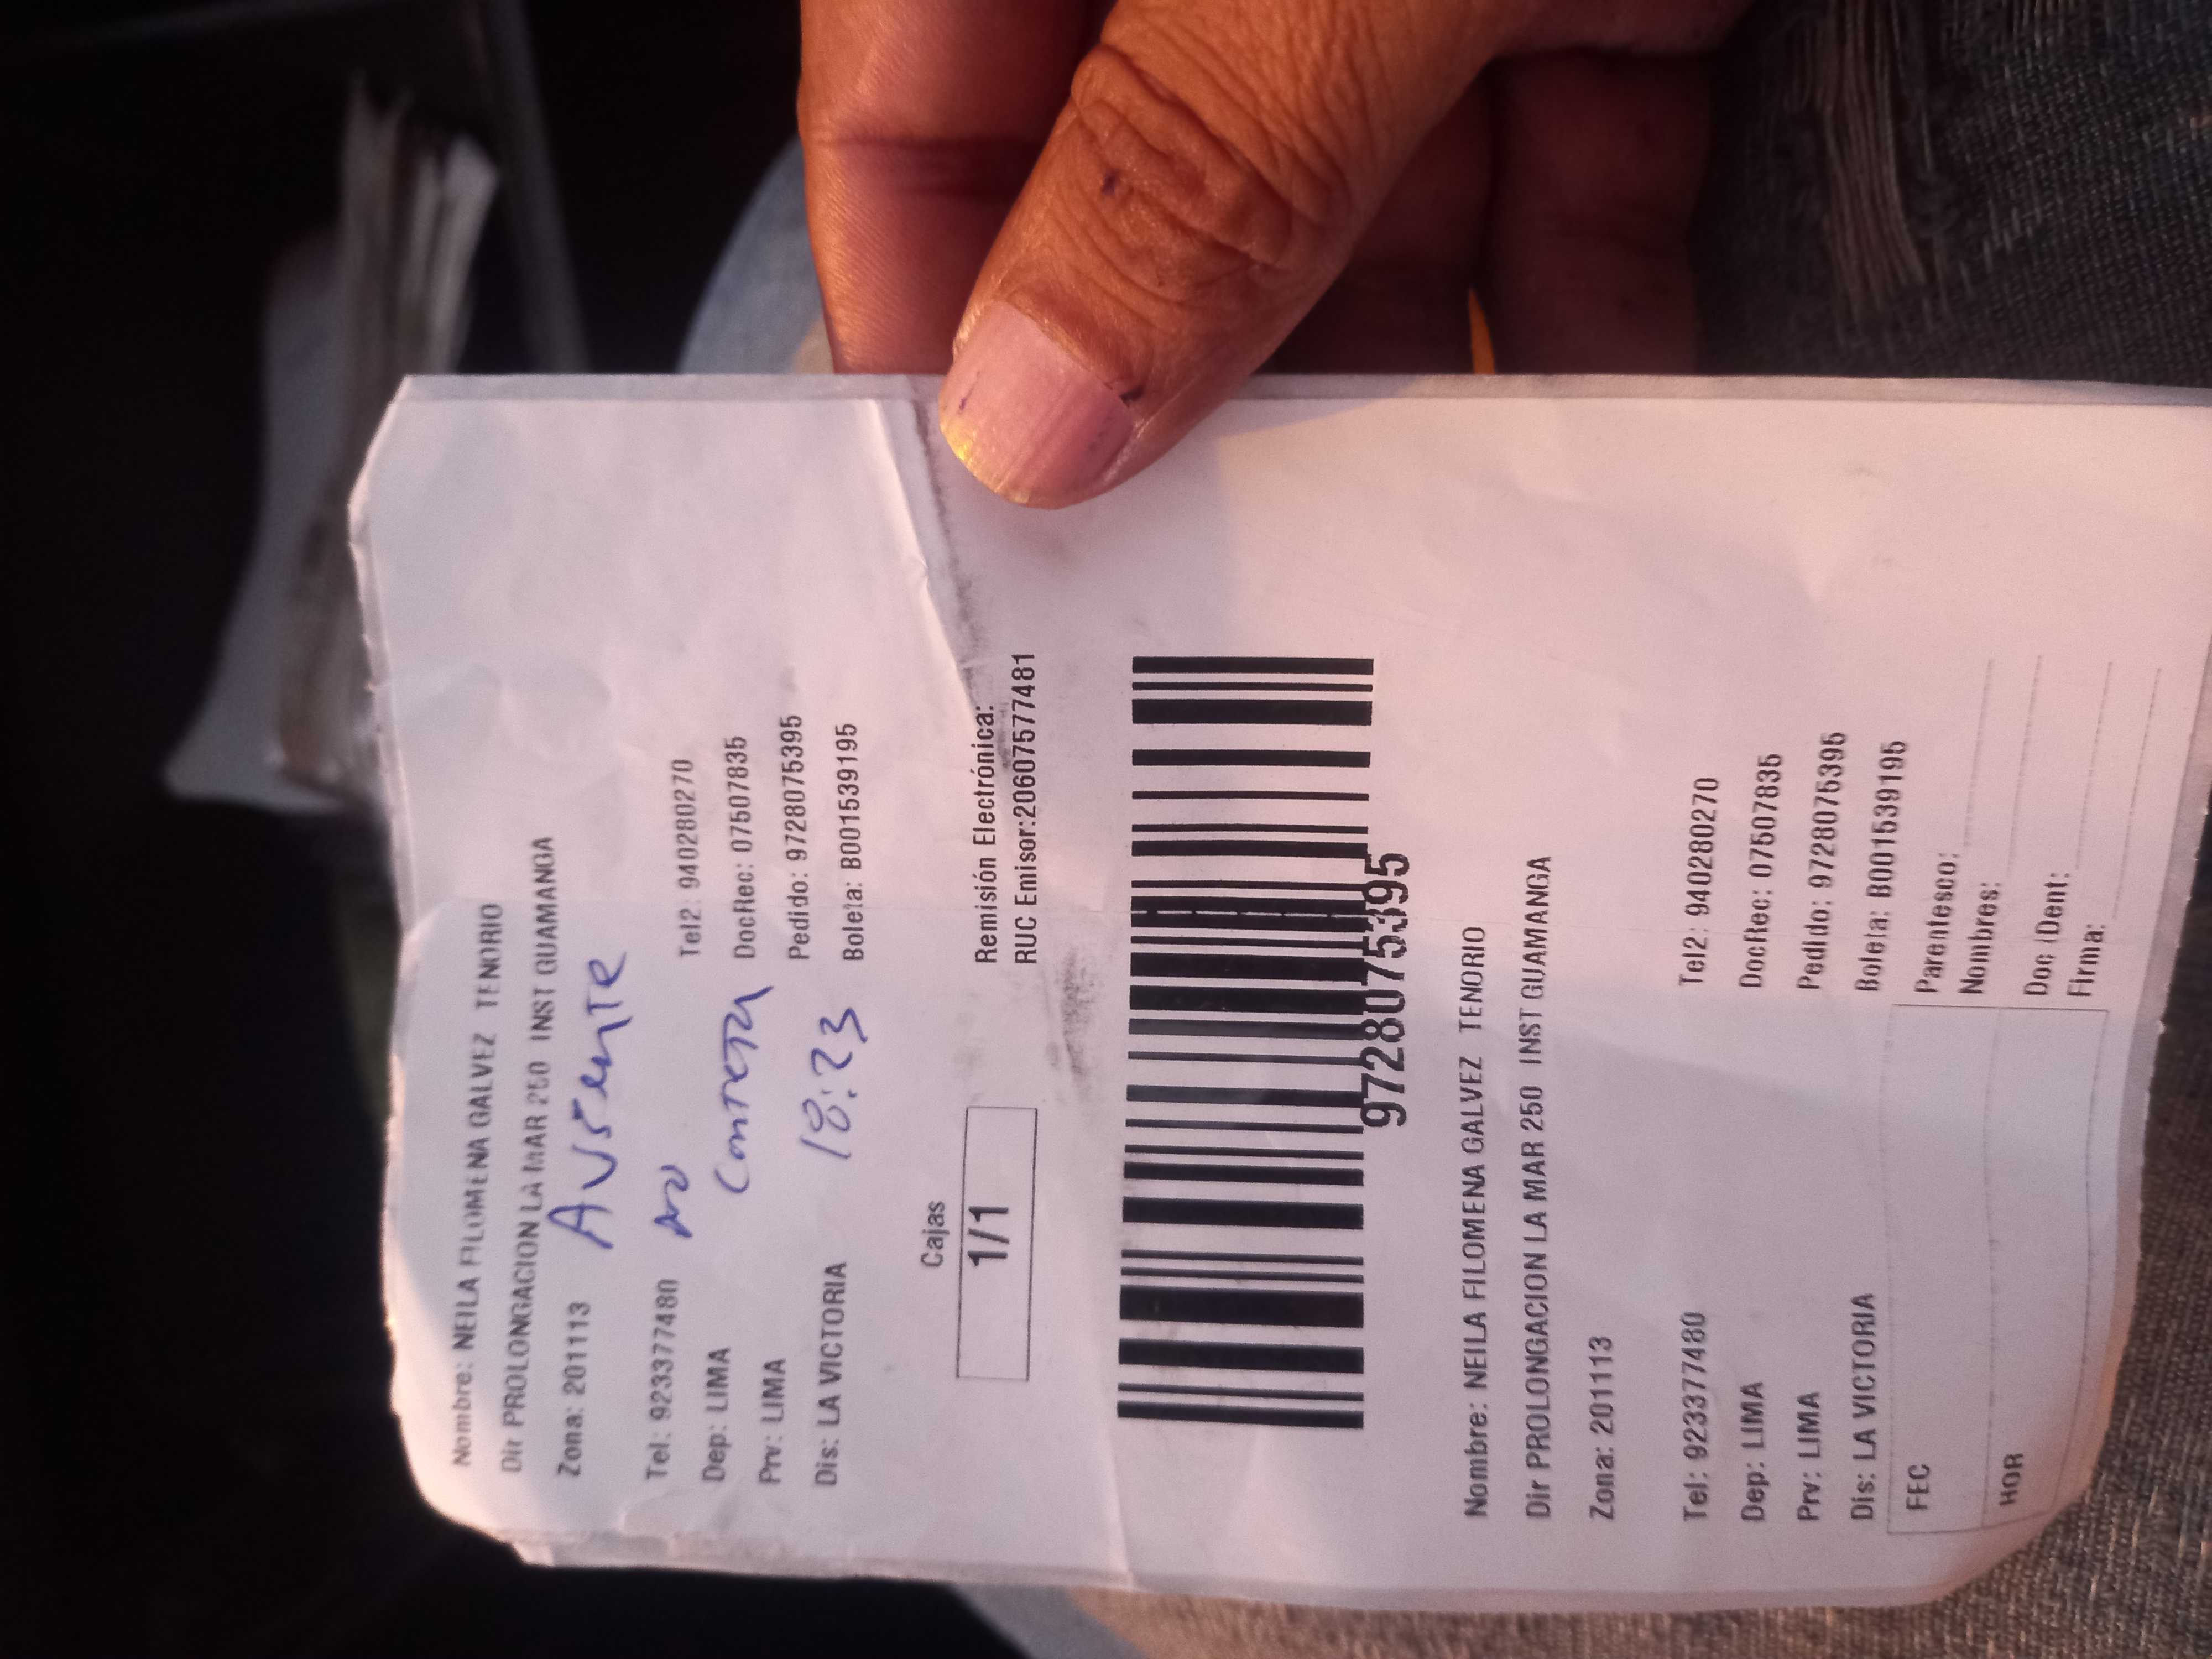 Nombre: NEILA FILOMENA GALVEZ TENORIO
Dir PROLONGACION LA MAR 250 INST GUAMANGA
Zona: 201113 AUSENTE
Tel: 923377480 NO Tel2: 940280270
Dep: LIMA CONTESTA DocRec: 07507835
Prv: LIMA Pedido: 9728075395
Dis: LA VICTORIA 18:23 Boleta: B001539195
Cajas
1/1
Remisión Electrónica:
RUC Emisor:20607577481
9728075395
Nombre: NEILA FILOMENA GALVEZ TENORIO
Dir PROLONGACION LA MAR 250 INST GUAMANGA
Zona: 201113
Tel: 923377480 Tel2: 940280270
Dep: LIMA DocRec: 07507835
Prv: LIMA Pedido: 9728075395
Dis: LA VICTORIA Boleta: B001539195
FEC Parentesco:
Nombres:
HOR Doc iDent:
Firma: